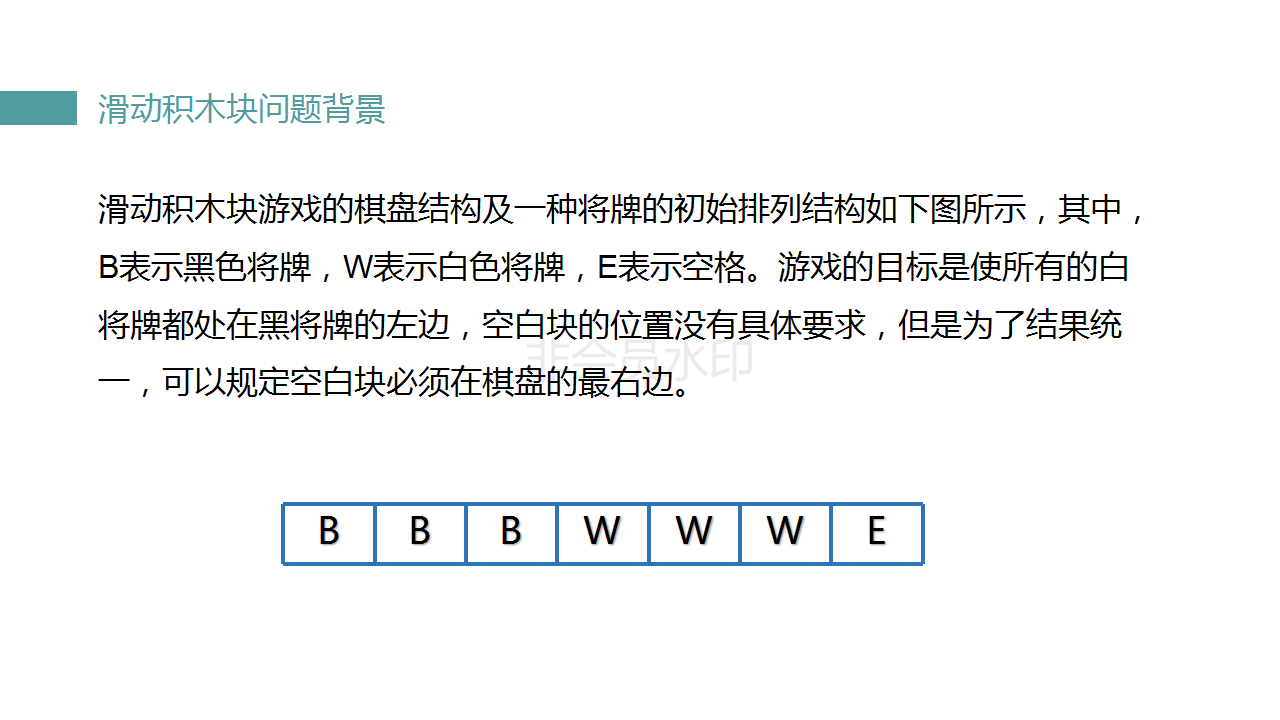 滑动积木块问题背景
滑动积木块游戏的棋盘结构及一种将牌的初始排列结构如下图所示，其中，
B表示黑色将牌，W表示白色将牌，E表示空格。游戏的目标是使所有的白
将牌都处在黑将牌的左边，空白块的位置没有具体要求，但是为了结果统
一，可以规定空白块必须在棋盘的最右边。
非会员水印
B B B W W W E